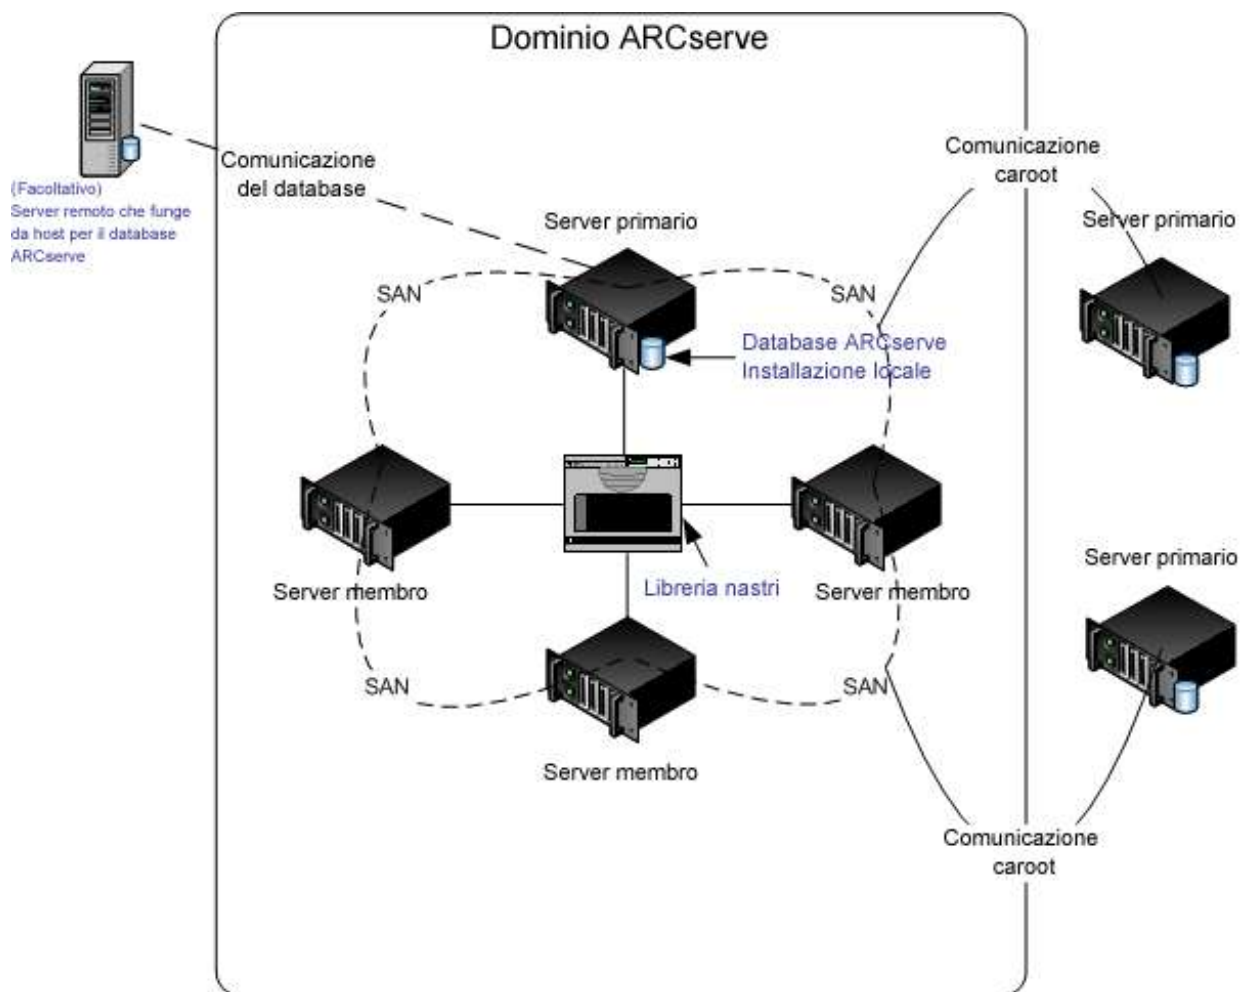 Dominio ARCserve
Comunicazione
del database
(Facoltativo)
Server remoto che funge
da host per il database
ARCserve
Comunicazione
caroot
Server primario
Server primario
SAN
SAN
Database ARCserve
Installazione locale
Server primario
Libreria nastri
Server membro
Server membro
SAN
SAN
Server membro
Comunicazione
caroot